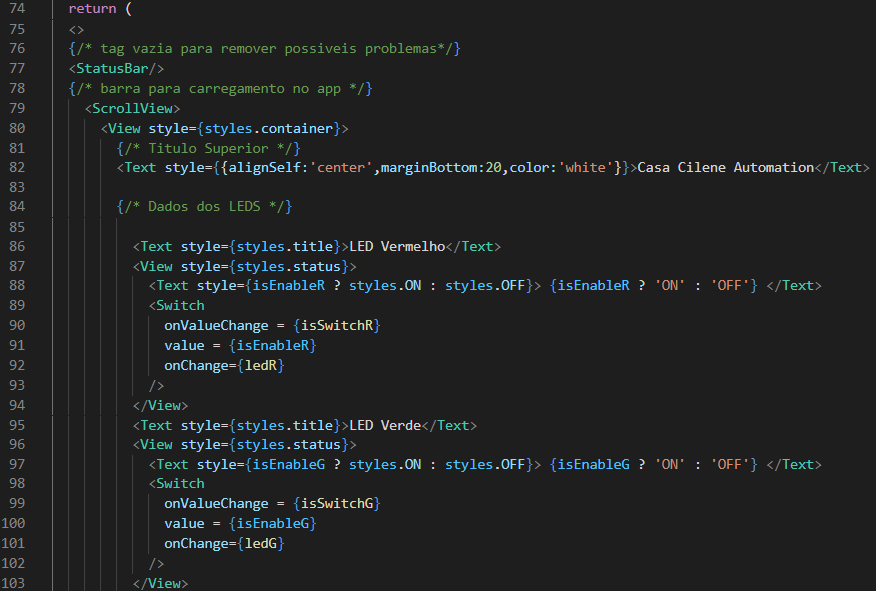 74 return (
75 <>
76 {/* tag vazia para remover possiveis problemas*/}
77 <StatusBar/>
78 {/* barra para carregamento no app */}
79 <ScrollView>
80 <View style={styles.container}>
81 {/* Titulo Superior */}
82 <Text style={{alignSelf:'center',marginBottom:20,color:'white'}}>Casa Cilene Automation</Text>
83
84 {/* Dados dos LEDS */}
85
86 <Text style={styles.title}>LED Vermelho</Text>
87 <View style={styles.status}>
88 <Text style={isEnableR ? styles.ON : styles.OFF}> {isEnableR ? 'ON' : 'OFF'} </Text>
89 <Switch
90 onValueChange = {isSwitchR}
91 value = {isEnableR}
92 onChange={ledR}
93 />
94 </View>
95 <Text style={styles.title}>LED Verde</Text>
96 <View style={styles.status}>
97 <Text style={isEnableG ? styles.ON : styles.OFF}> {isEnableG ? 'ON' : 'OFF'} </Text>
98 <Switch
99 onValueChange = {isSwitchG}
100 value = {isEnableG}
101 onChange={ledG}
102 />
103 </View>